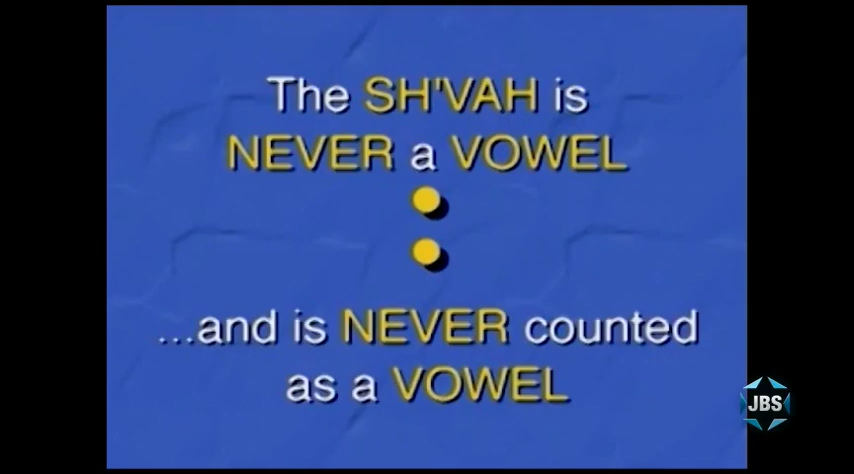 The SH'VAH is
NEVER a VOWEL
...and is NEVER counted
as a VOWEL
JBS